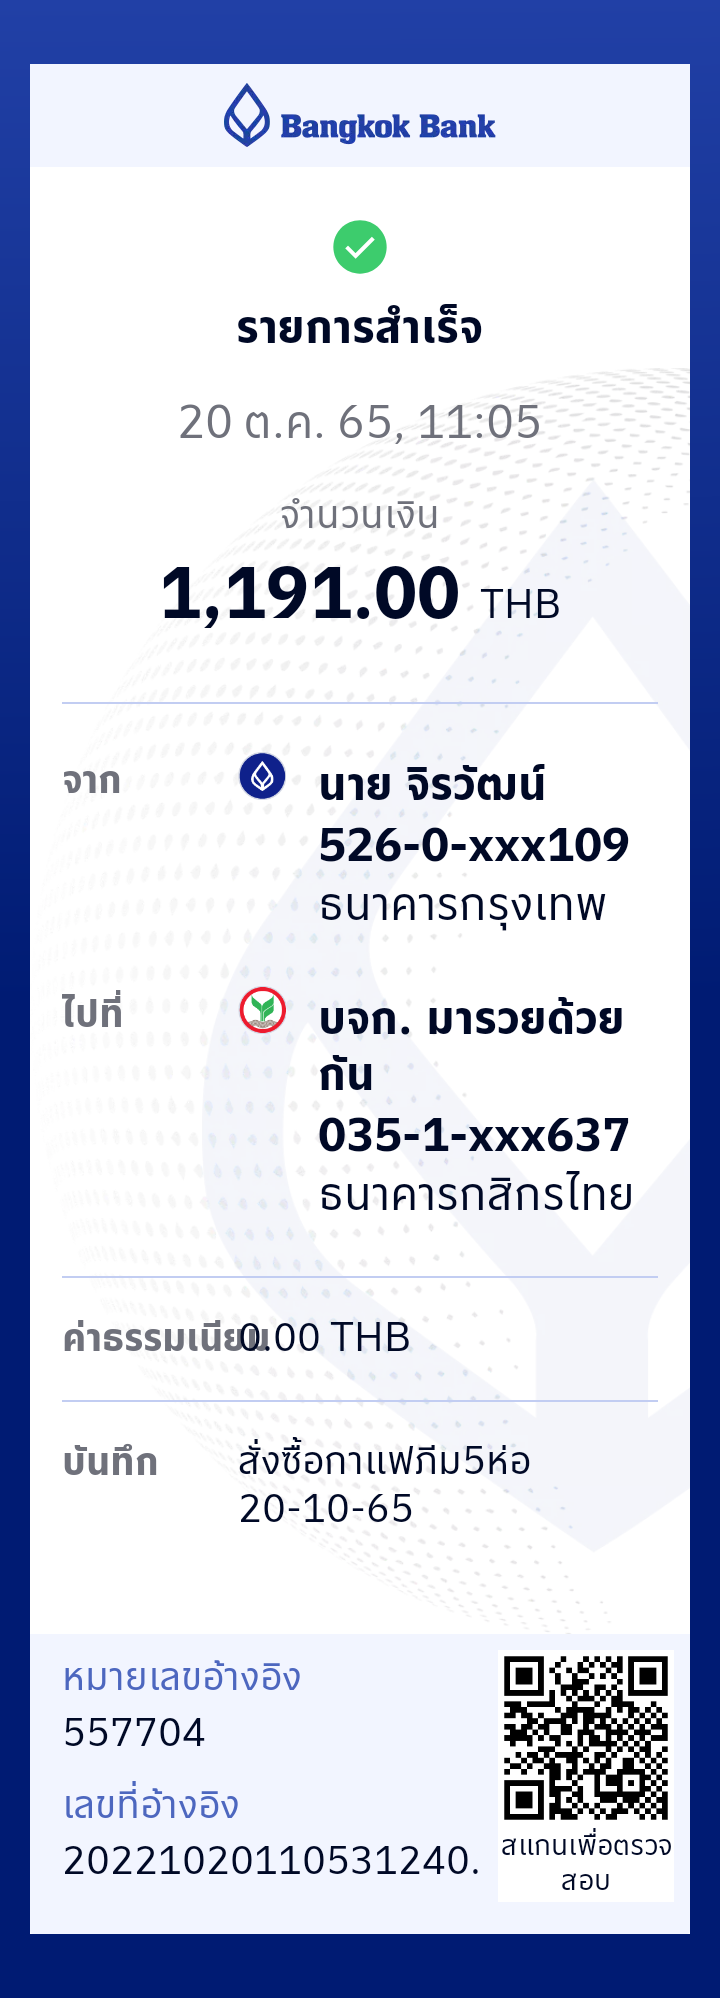 Bangkok Bank
รายการสำเร็จ
20 ต.ค. 65, 11:05
จำนวนเงิน
1,191.00 THB
จาก
นาย จิรวัฒน์
526-0-xxx109
ธนาคารกรุงเทพ
ไปที่
บจก. มารวยด้วย
กัน
035-1-xxx637
ธนาคารกสิกรไทย
ค่าธรรมเนียม 0.00 THB
บันทึก
สั่งซื้อกาแฟภีม5ห่อ
20-10-65
หมายเลขอ้างอิง
557704
เลขที่อ้างอิง
20221020110531240.
สแกนเพื่อตรวจ
สอบ